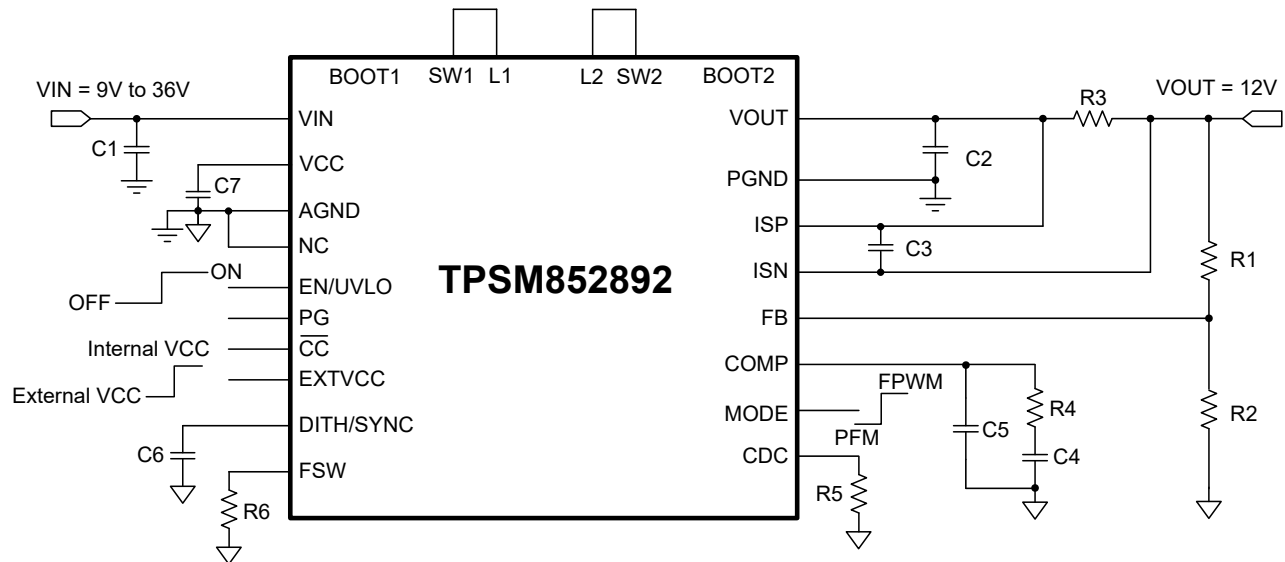 BOOT1
SW1
L1
L2
SW2
BOOT2
VIN = 9V to 36V
VOUT = 12V
VIN
C1
VCC
C7
AGND
NC
ON
OFF
EN/UVLO
PG
Internal VCC
CC
External VCC
EXTVCC
DITH/SYNC
C6
FSW
R6
TPSM852892
VOUT
R3
C2
PGND
ISP
C3
ISN
R1
FB
COMP
FPWM
MODE
PFM
C5
R4
C4
R2
CDC
R5